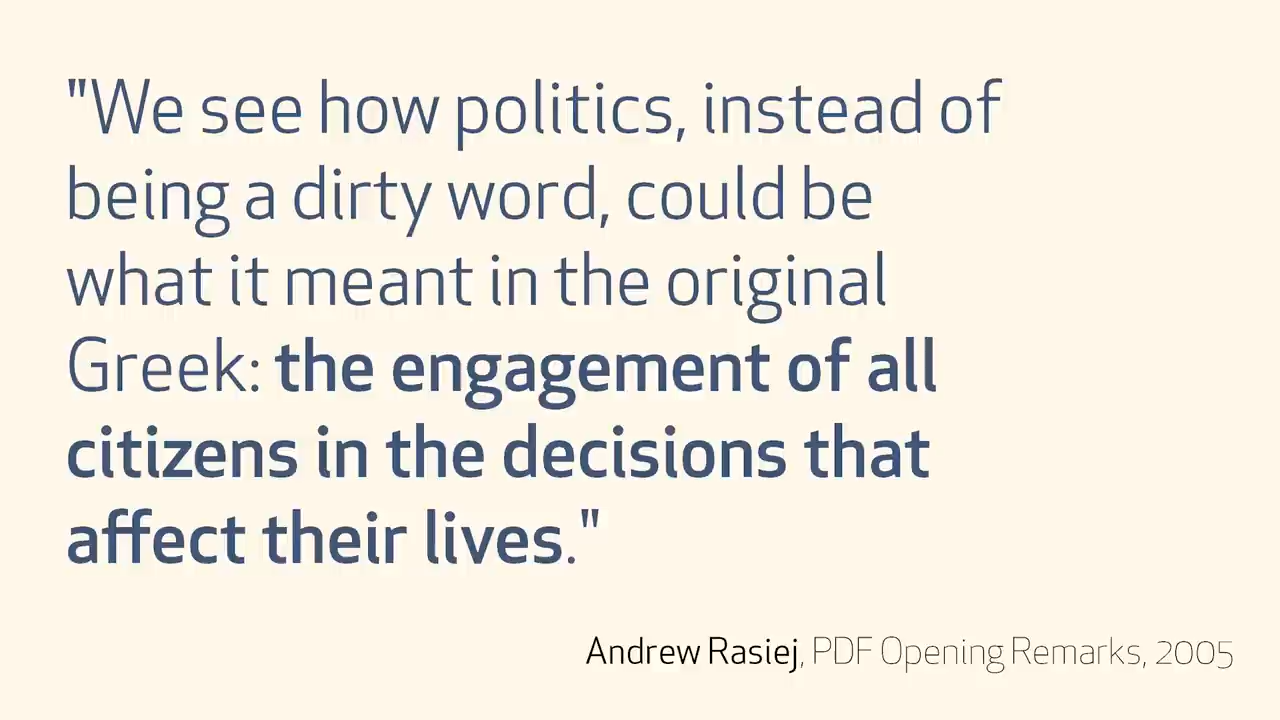 "We see how politics, instead of
being a dirty word, could be
what it meant in the original
Greek: the engagement of all
citizens in the decisions that
affect their lives."
Andrew Rasiej, PDF Opening Remarks, 2005